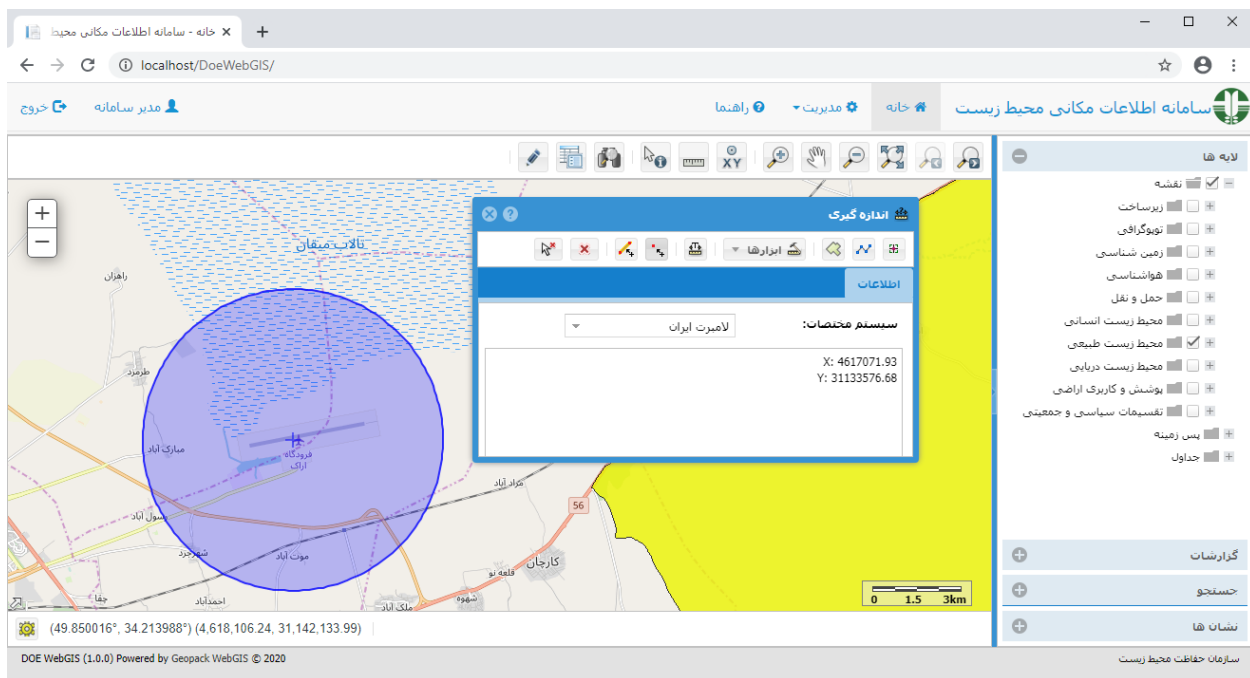 خانه - سامانه اطلاعات مکانی محیط
localhost/DoeWebGIS/
سامانه اطلاعات مکانی محیط زیست
خانه
مدیریت
راهنما
مدیر سامانه
خروج
XY
لایه ها
نقشه
زیرساخت
توپوگرافی
زمین شناسی
هواشناسی
حمل و نقل
محیط زیست انسانی
محیط زیست طبیعی
محیط زیست دریایی
پوشش و کاربری اراضی
تقسیمات سیاسی و جمعیتی
پس زمینه
جداول
گزارشات
جستجو
نشان ها
اندازه گیری
ابزارها
اطلاعات
سیستم مختصات:
لامبرت ایران
X: 4617071.93
Y: 31133576.68
تالاب میقان
راهزان
طرمزد
مبارک آباد
فرودگاه
اراک
مراد آباد
56
سول آباد
شهرجرد
موت آباد
کارچان
قلعه نو
شهوه
جقا
احمدآباد
ملک آباد
0 1.5 3km
(49.850016°, 34.213988°) (4,618,106.24, 31,142,133.99)
DOE WebGIS (1.0.0) Powered by Geopack WebGIS © 2020
سازمان حفاظت محیط زیست